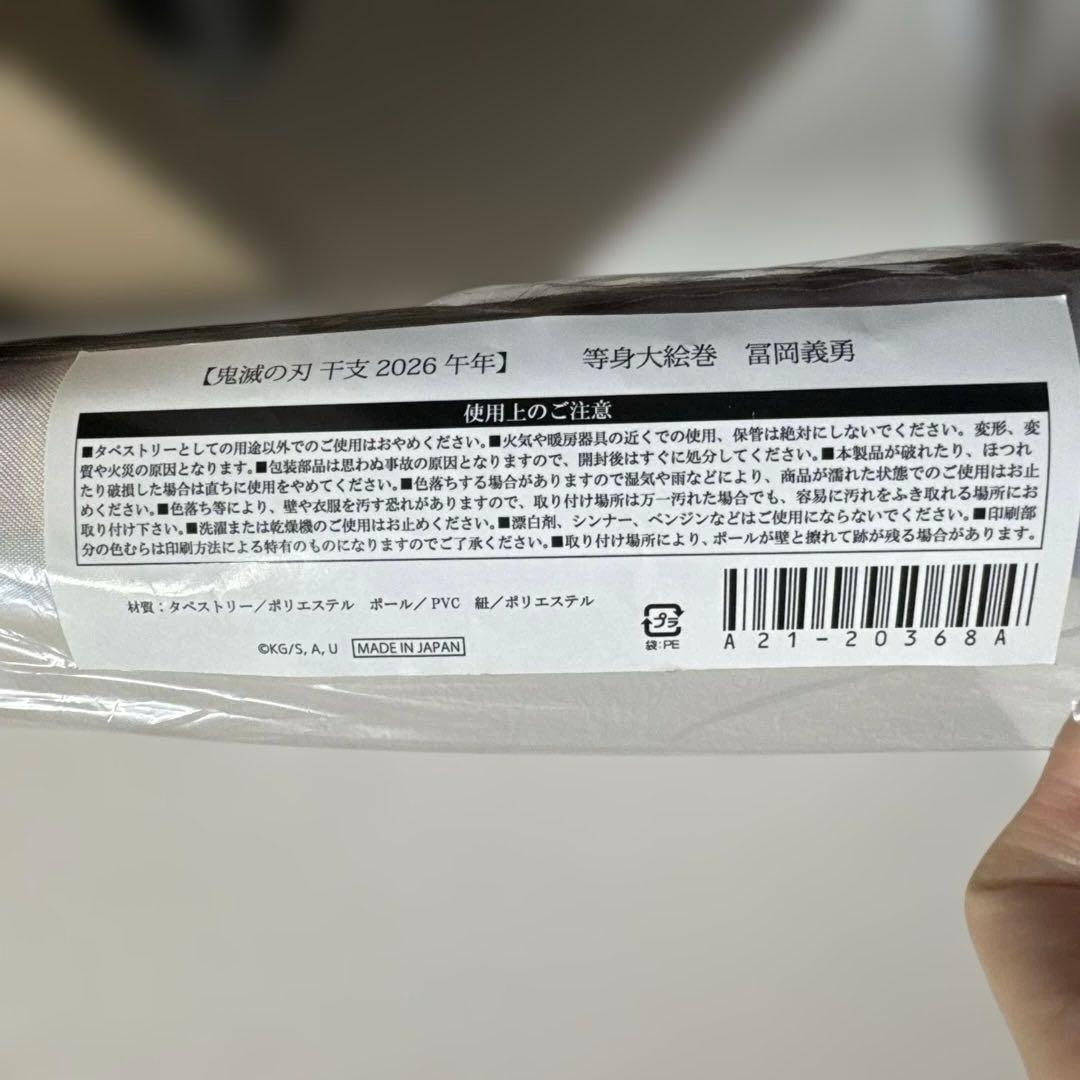 【鬼滅の刃 干支 2026 午年】 等身大絵巻 冨岡義勇
使用上のご注意
■タペストリーとしての用途以外でのご使用はおやめください。■火気や暖房器具の近くでの使用、保管は絶対にしないでください。変形、変
質や火災の原因となります。■包装部品は思わぬ事故の原因となりますので、開封後はすぐに処分してください。■本製品が破れたり、ほつれ
たり破損した場合は直ちに使用をやめてください。■色落ちする場合がありますので湿気や雨などにより、商品が濡れた状態でのご使用はお止
めください。■色落ち等により、壁や衣服を汚す恐れがありますので、取り付け場所は万一汚れた場合でも、容易に汚れをふき取れる場所にお
取り付け下さい。■洗濯または乾燥機のご使用はお止めください。■漂白剤、シンナー、ベンジンなどはご使用にならないでください。■印刷部
分の色むらは印刷方法による特有のものになりますのでご了承ください。■取り付け場所により、ポールが壁と擦れて跡が残る場合があります。
材質：タペストリー／ポリエステル ポール／PVC 紐／ポリエステル
©KG/S, A, U MADE IN JAPAN
プラ
袋:PE
A21-20368A